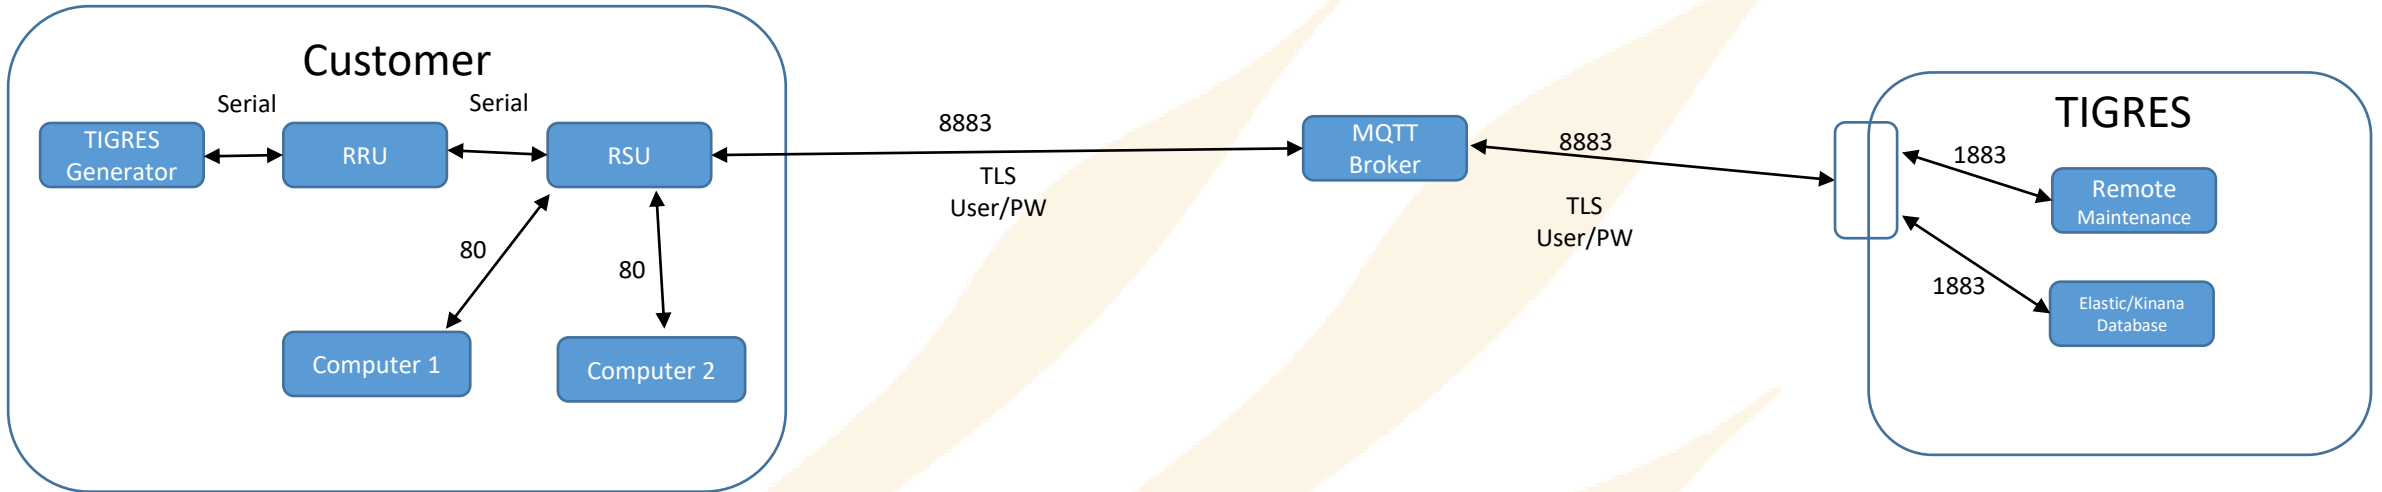 Customer
Serial
Serial
TIGRES
Generator
RRU
RSU
80
80
Computer 1
Computer 2
8883
TLS
User/PW
MQTT
Broker
8883
TLS
User/PW
TIGRES
1883
Remote
Maintenance
1883
Elastic/Kinana
Database